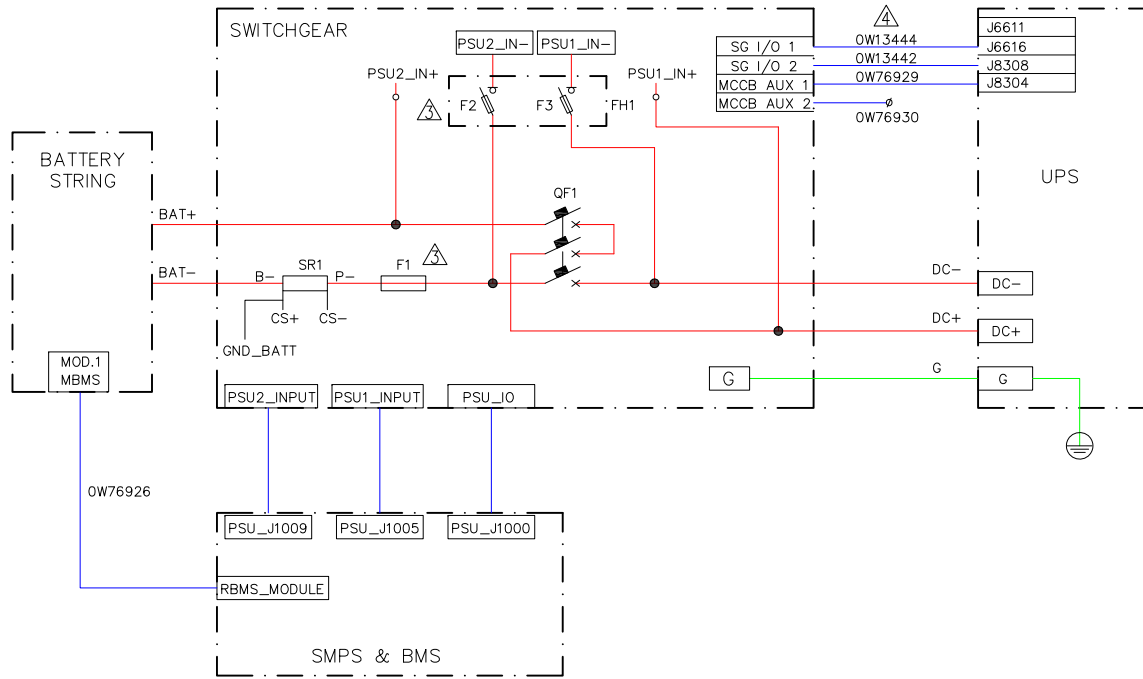 SWITCHGEAR
PSU2_IN-
PSU1_IN-
PSU2_IN+
PSU1_IN+
3
F2
F3
FH1
SG I/O 1
SG I/O 2
MCCB AUX 1
MCCB AUX 2
4
0W13444
0W13442
0W76929
0W76930
J6611
J6616
J8308
J8304
UPS
BATTERY
STRING
BAT+
BAT-
QF1
B-
SR1
P-
F1
3
CS+
CS-
GND_BATT
DC-
DC-
DC+
DC+
G
G
G
MOD.1
MBMS
PSU2_INPUT
PSU1_INPUT
PSU_IO
0W76926
PSU_J1009
PSU_J1005
PSU_J1000
RBMS_MODULE
SMPS & BMS